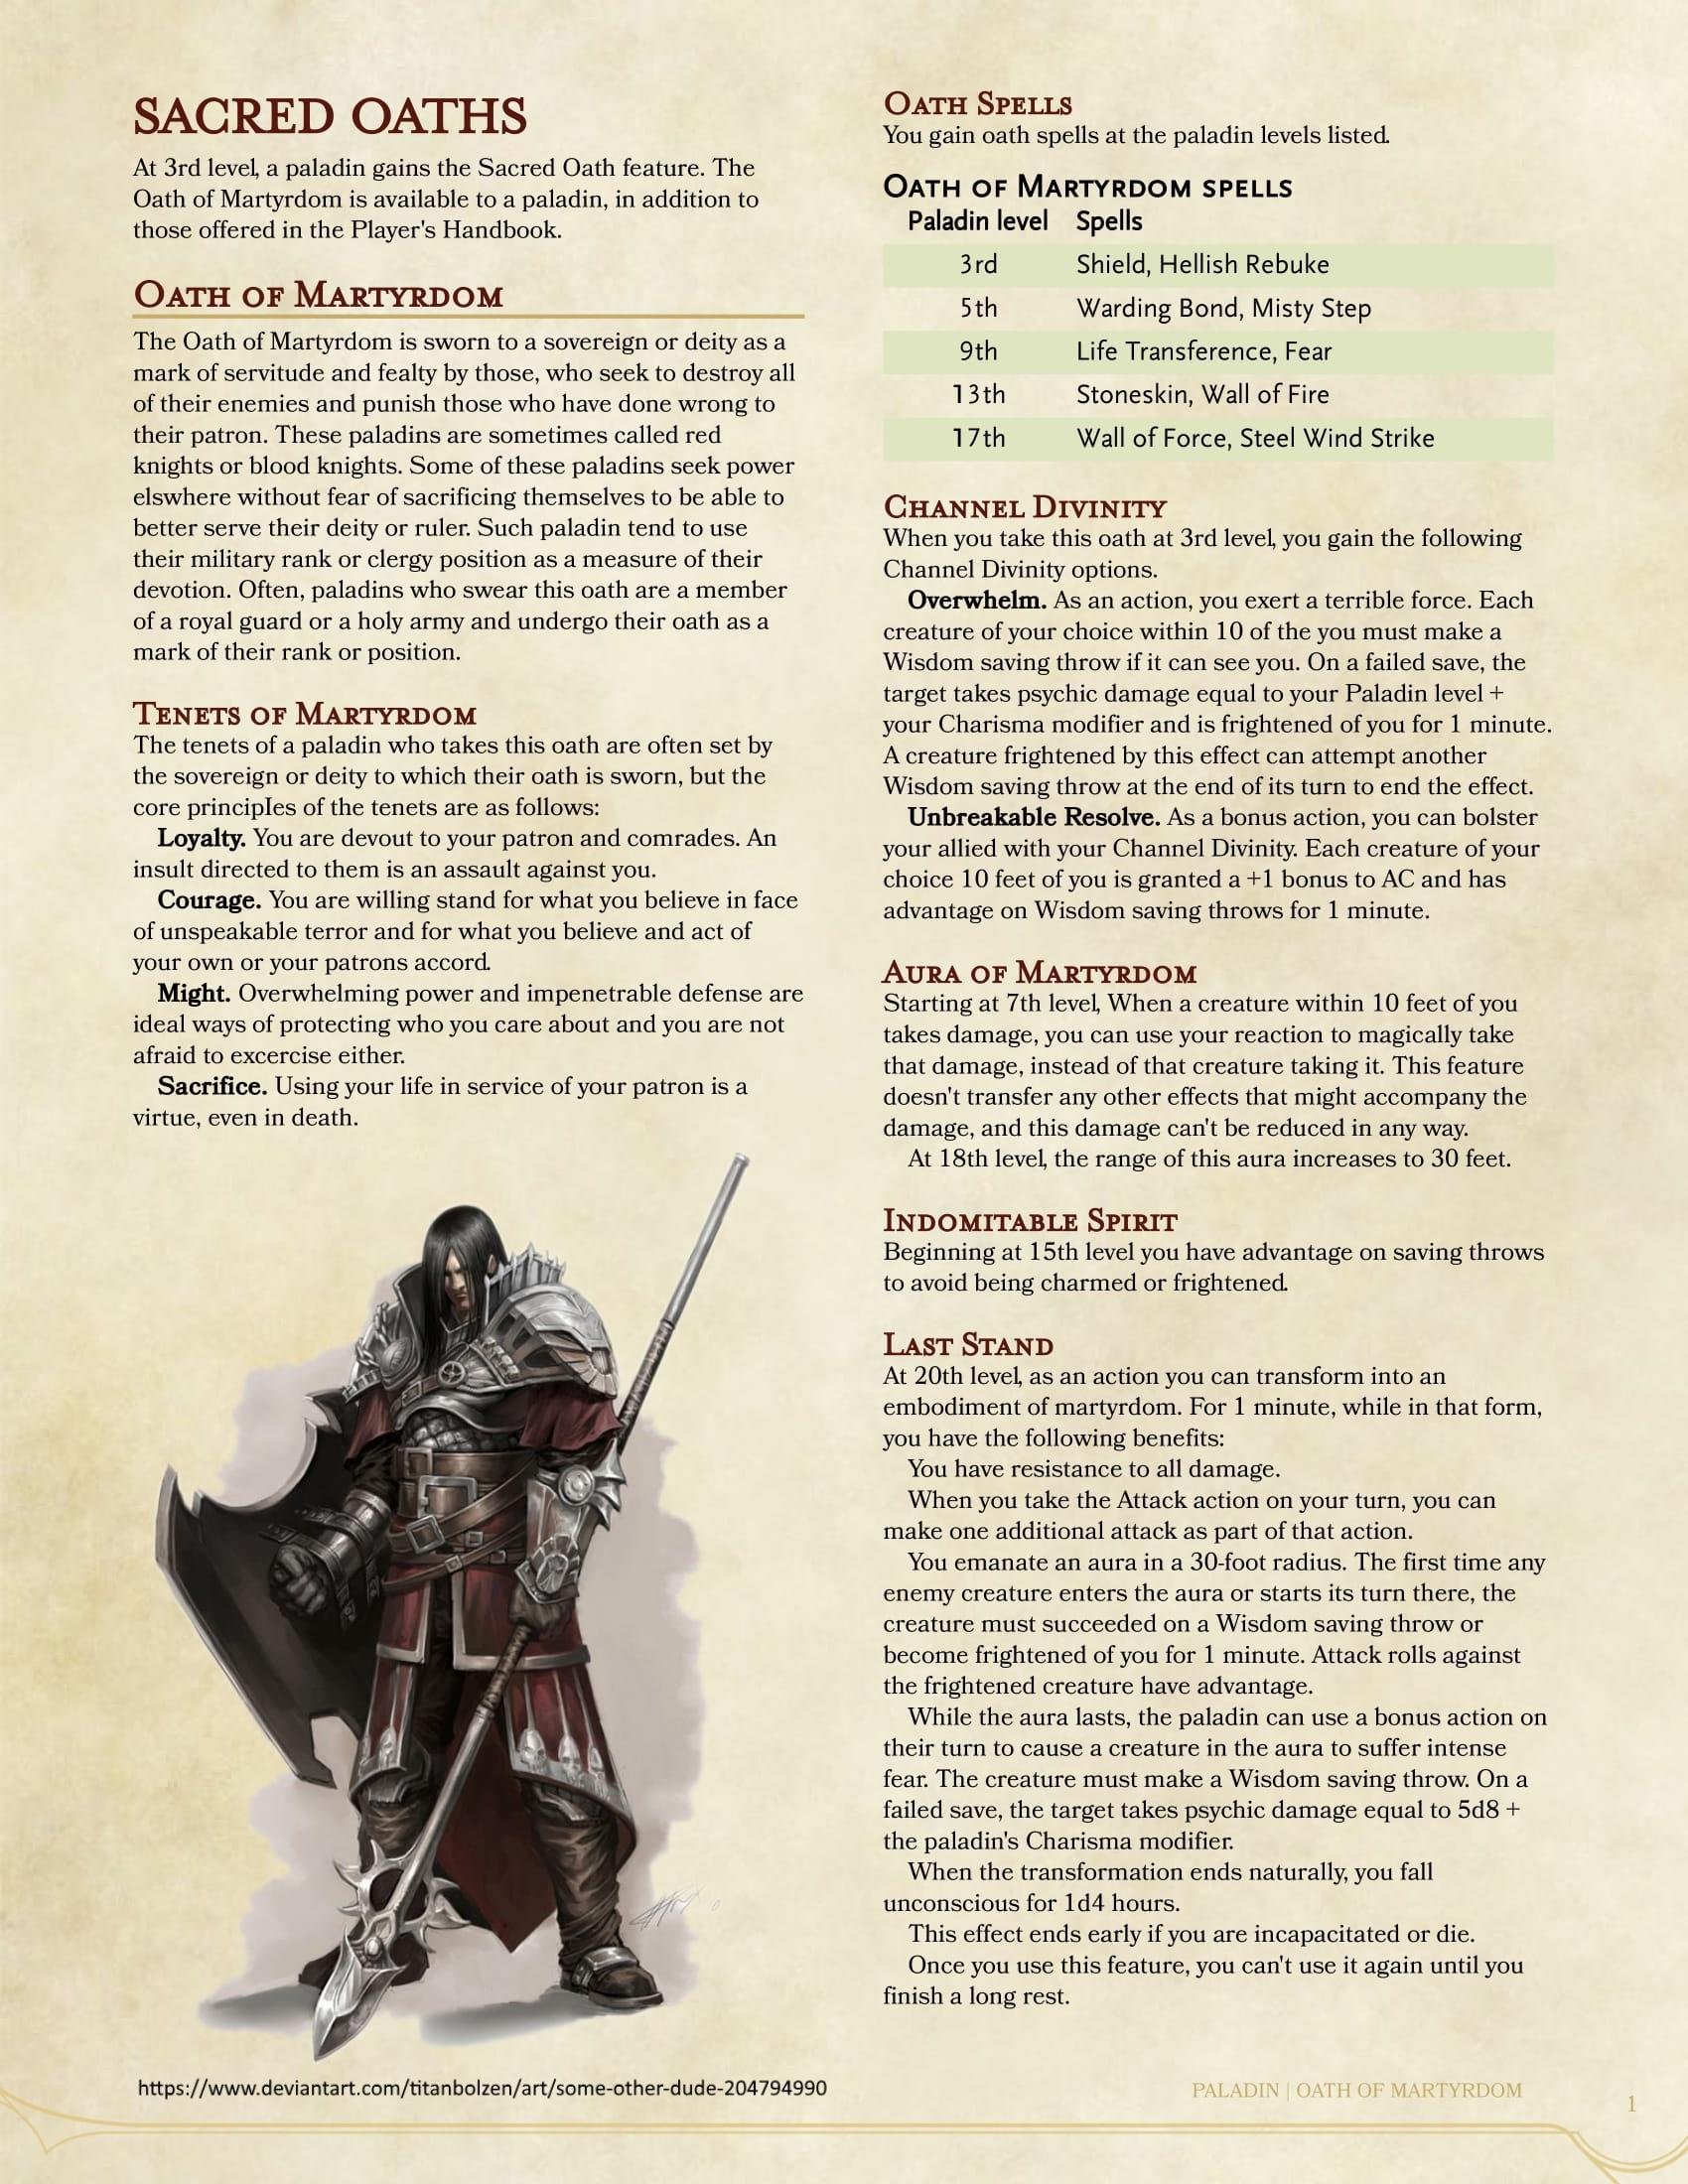 SACRED OATHS
At 3rd level, a paladin gains the Sacred Oath feature. The
Oath of Martyrdom is available to a paladin, in addition to
those offered in the Player's Handbook.
OATH OF MARTYRDOM
The Oath of Martyrdom is sworn to a sovereign or deity as a
mark of servitude and fealty by those, who seek to destroy all
of their enemies and punish those who have done wrong to
their patron. These paladins are sometimes called red
knights or blood knights. Some of these paladins seek power
elswhere without fear of sacrificing themselves to be able to
better serve their deity or ruler. Such paladin tend to use
their military rank or clergy position as a measure of their
devotion. Often, paladins who swear this oath are a member
of a royal guard or a holy army and undergo their oath as a
mark of their rank or position.
TENETS OF MARTYRDOM
The tenets of a paladin who takes this oath are often set by
the sovereign or deity to which their oath is sworn, but the
core principles of the tenets are as follows:
Loyalty. You are devout to your patron and comrades. An
insult directed to them is an assault against you.
Courage. You are willing stand for what you believe in face
of unspeakable terror and for what you believe and act of
your own or your patrons accord.
Might. Overwhelming power and impenetrable defense are
ideal ways of protecting who you care about and you are not
afraid to excercise either.
Sacrifice. Using your life in service of your patron is a
virtue, even in death.
https://www.deviantart.com/titanbolzen/art/some-other-dude-204794990
OATH SPELLS
You gain oath spells at the paladin levels listed.
OATH OF MARTYRDOM SPELLS
Paladin level Spells
3rd Shield, Hellish Rebuke
5th Warding Bond, Misty Step
9th Life Transference, Fear
13th Stoneskin, Wall of Fire
17th Wall of Force, Steel Wind Strike
CHANNEL DIVINITY
When you take this oath at 3rd level, you gain the following
Channel Divinity options.
Overwhelm. As an action, you exert a terrible force. Each
creature of your choice within 10 of the you must make a
Wisdom saving throw if it can see you. On a failed save, the
target takes psychic damage equal to your Paladin level +
your Charisma modifier and is frightened of you for 1 minute.
A creature frightened by this effect can attempt another
Wisdom saving throw at the end of its turn to end the effect.
Unbreakable Resolve. As a bonus action, you can bolster
your allied with your Channel Divinity. Each creature of your
choice 10 feet of you is granted a +1 bonus to AC and has
advantage on Wisdom saving throws for 1 minute.
AURA OF MARTYRDOM
Starting at 7th level, When a creature within 10 feet of you
takes damage, you can use your reaction to magically take
that damage, instead of that creature taking it. This feature
doesn't transfer any other effects that might accompany the
damage, and this damage can't be reduced in any way.
At 18th level, the range of this aura increases to 30 feet.
INDOMITABLE SPIRIT
Beginning at 15th level you have advantage on saving throws
to avoid being charmed or frightened.
LAST STAND
At 20th level, as an action you can transform into an
embodiment of martyrdom. For 1 minute, while in that form,
you have the following benefits:
You have resistance to all damage.
When you take the Attack action on your turn, you can
make one additional attack as part of that action.
You emanate an aura in a 30-foot radius. The first time any
enemy creature enters the aura or starts its turn there, the
creature must succeeded on a Wisdom saving throw or
become frightened of you for 1 minute. Attack rolls against
the frightened creature have advantage.
While the aura lasts, the paladin can use a bonus action on
their turn to cause a creature in the aura to suffer intense
fear. The creature must make a Wisdom saving throw. On a
failed save, the target takes psychic damage equal to 5d8 +
the paladin's Charisma modifier.
When the transformation ends naturally, you fall
unconscious for 1d4 hours.
This effect ends early if you are incapacitated or die.
Once you use this feature, you can't use it again until you
finish a long rest.
PALADIN | OATH OF MARTYRDOM
1